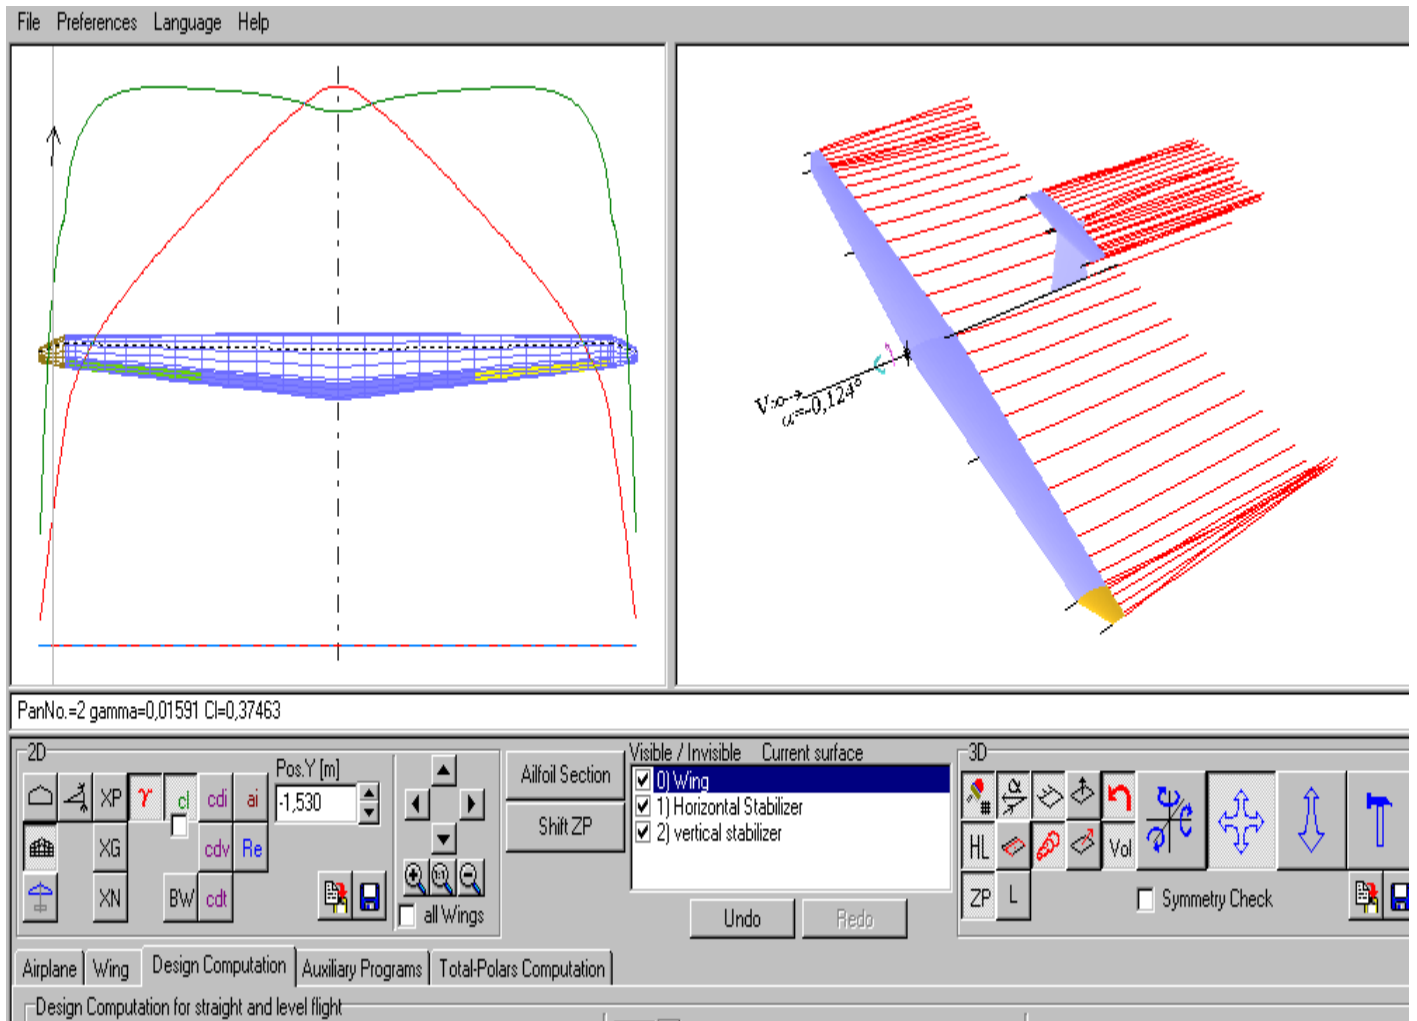 File Preferences Language Help
V∞→
α=-0,124°
PanNo.=2 gamma=0,01591 Cl=0,37463
2D
XP γ cl cdi ai
XG cdv Re
XN BW cdt
Pos.Y [m]
-1,530
1:1
all Wings
Ailfoil Section
Shift ZP
Visible / Invisible Current surface
0) Wing
1) Horizontal Stabilizer
2) vertical stabilizer
Undo Redo
3D
α
HL Vol
ZP L
Symmetry Check
Airplane Wing Design Computation Auxiliary Programs Total-Polars Computation
Design Computation for straight and level flight